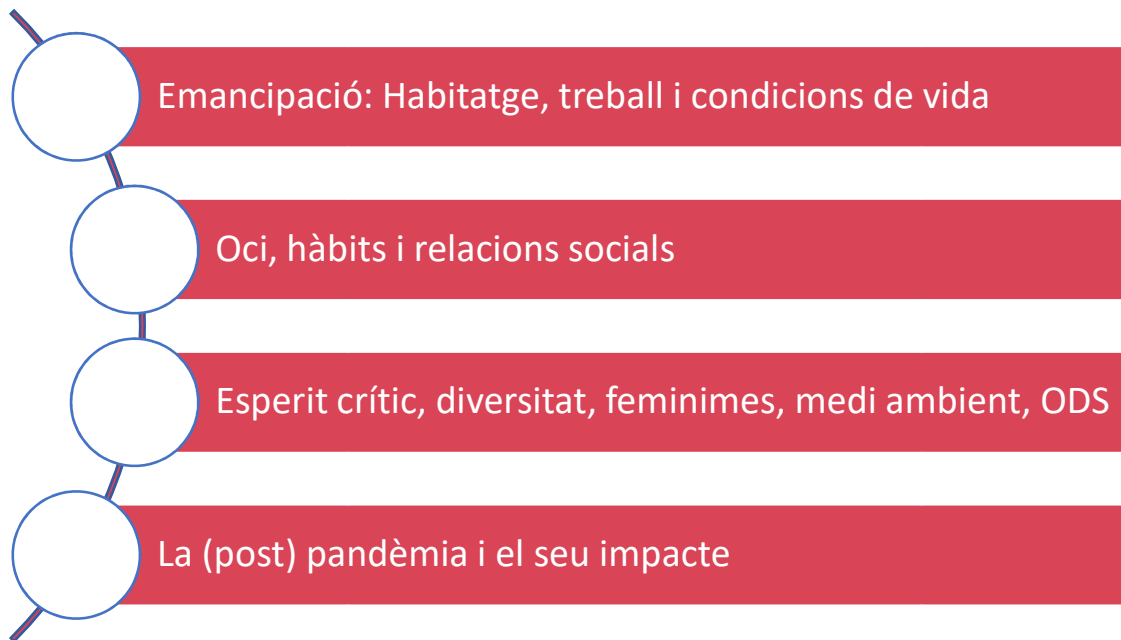 Emancipació: Habitatge, treball i condicions de vida
Oci, hàbits i relacions socials
Esperit crític, diversitat, feminimes, medi ambient, ODS
La (post) pandèmia i el seu impacte